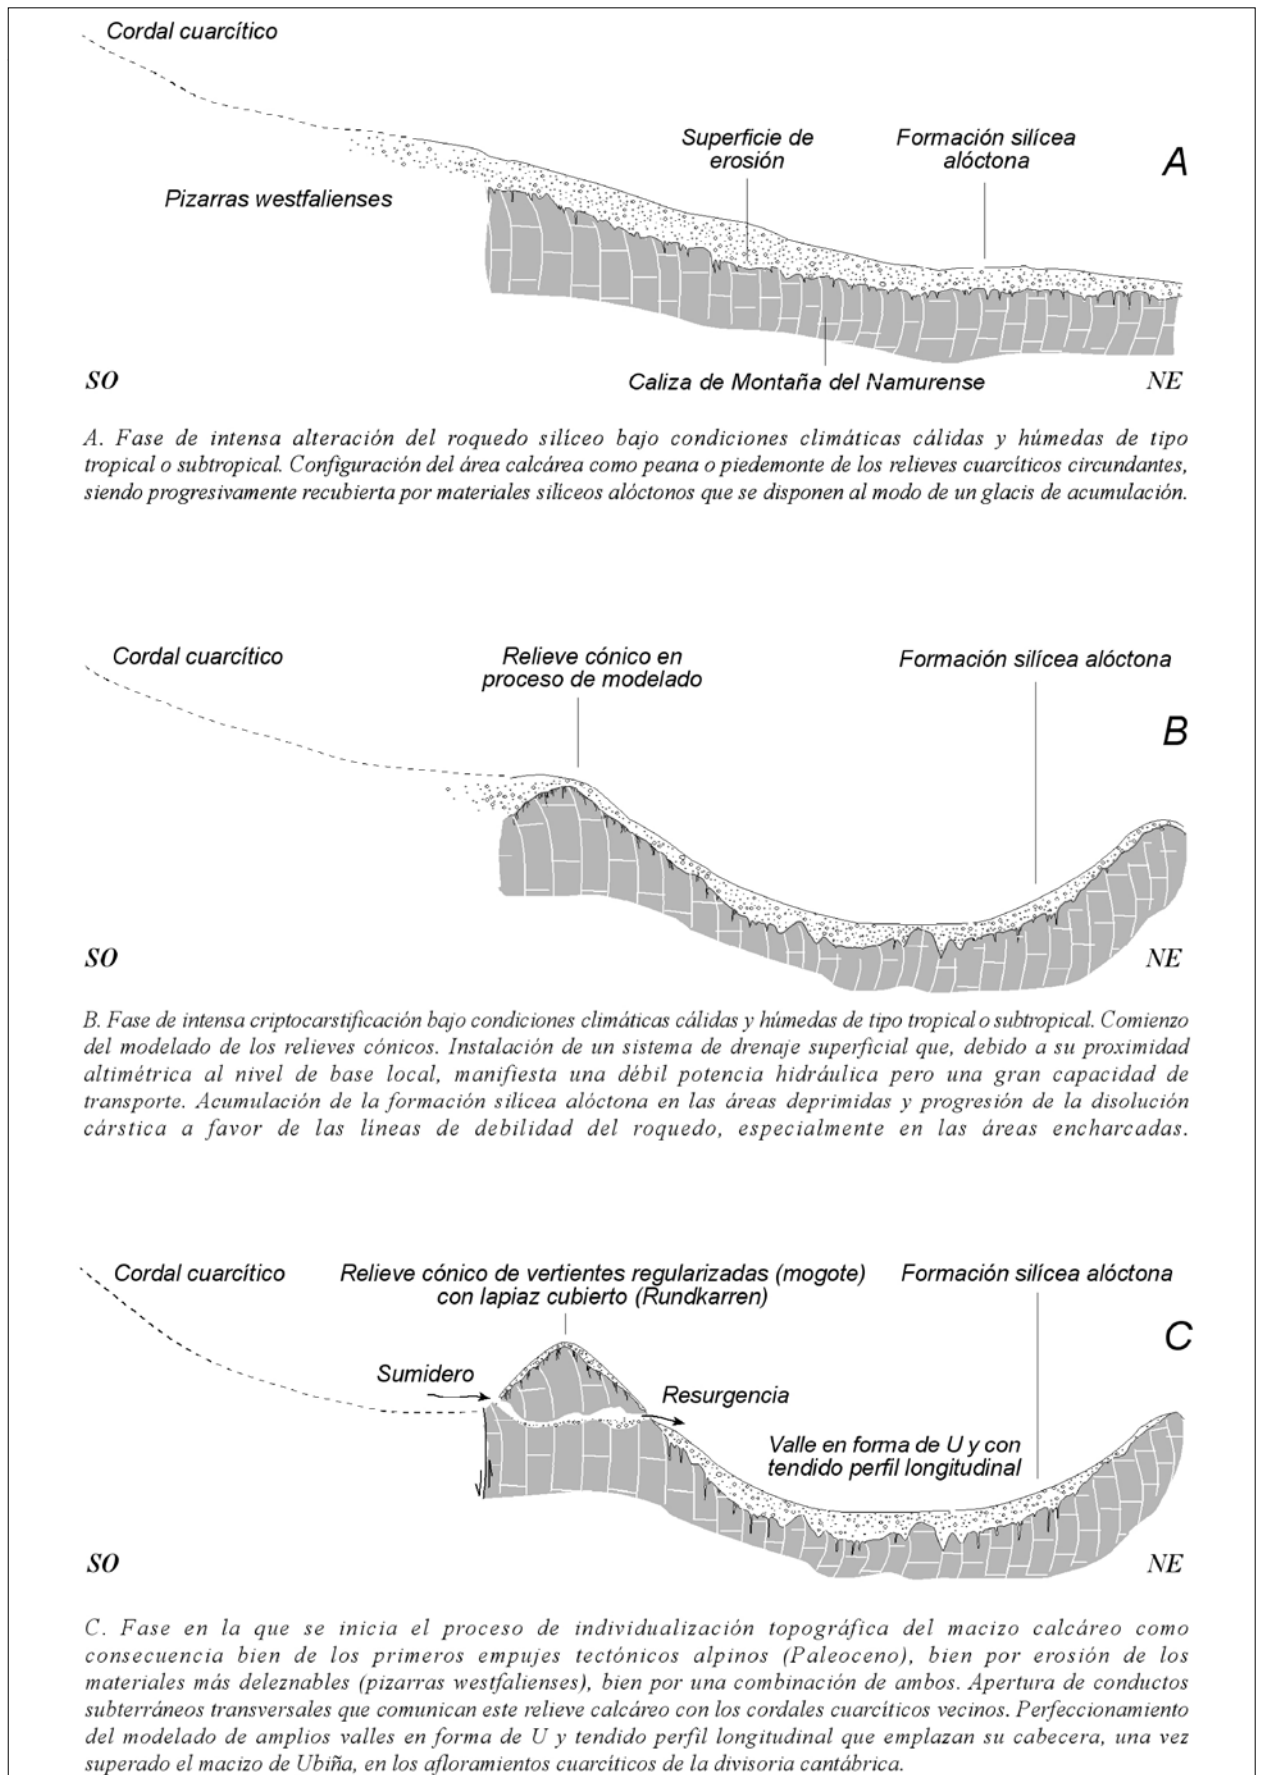 Cordal cuarcítico
Superficie de
erosión
Formación silícea
alóctona
A
Pizarras westfalienses
SO
Caliza de Montaña del Namurense
NE
A. Fase de intensa alteración del roquedo silíceo bajo condiciones climáticas cálidas y húmedas de tipo
tropical o subtropical. Configuración del área calcárea como peana o piedemonte de los relieves cuarcíticos circundantes,
siendo progresivamente recubierta por materiales silíceos alóctonos que se disponen al modo de un glacis de acumulación.
Cordal cuarcítico
Relieve cónico en
proceso de modelado
Formación silícea alóctona
B
SO
NE
B. Fase de intensa criptocarstificación bajo condiciones climáticas cálidas y húmedas de tipo tropical o subtropical. Comienzo
del modelado de los relieves cónicos. Instalación de un sistema de drenaje superficial que, debido a su proximidad
altimétrica al nivel de base local, manifiesta una débil potencia hidráulica pero una gran capacidad de
transporte. Acumulación de la formación silícea alóctona en las áreas deprimidas y progresión de la disolución
cárstica a favor de las líneas de debilidad del roquedo, especialmente en las áreas encharcadas.
Cordal cuarcítico
Relieve cónico de vertientes regularizadas (mogote)
con lapiaz cubierto (Rundkarren)
Formación silícea alóctona
C
Sumidero
Resurgencia
Valle en forma de U y con
tendido perfil longitudinal
SO
NE
C. Fase en la que se inicia el proceso de individualización topográfica del macizo calcáreo como
consecuencia bien de los primeros empujes tectónicos alpinos (Paleoceno), bien por erosión de los
materiales más deleznables (pizarras westfalienses), bien por una combinación de ambos. Apertura de conductos
subterráneos transversales que comunican este relieve calcáreo con los cordales cuarcíticos vecinos. Perfeccionamiento
del modelado de amplios valles en forma de U y tendido perfil longitudinal que emplazan su cabecera, una vez
superado el macizo de Ubiña, en los afloramientos cuarcíticos de la divisoria cantábrica.